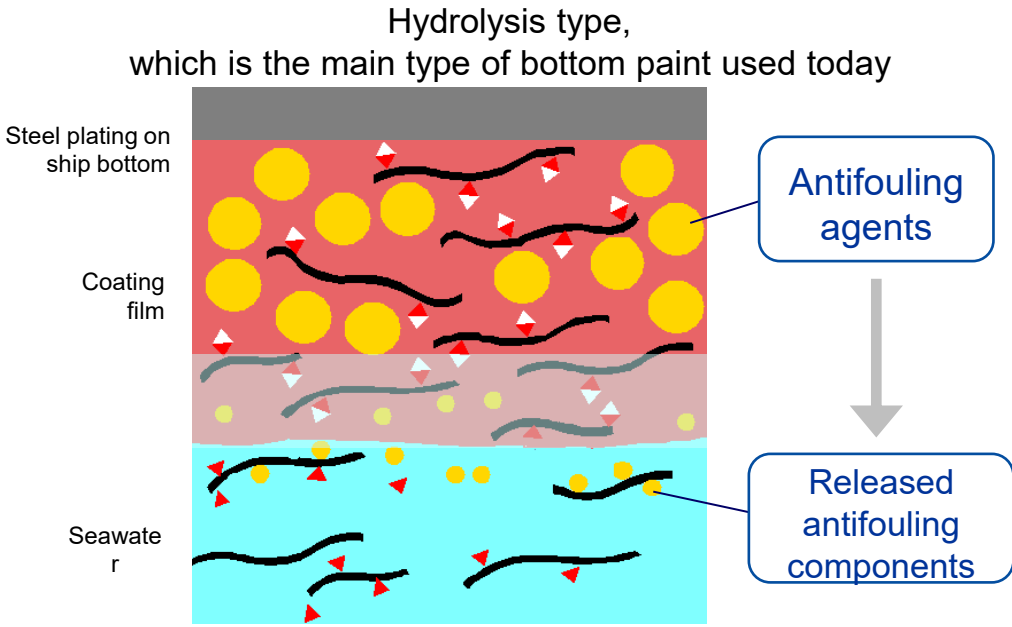 Hydrolysis type,
which is the main type of bottom paint used today
Steel plating on
ship bottom
Antifouling
agents
Coating
film
Released
antifouling
components
Seawate
r